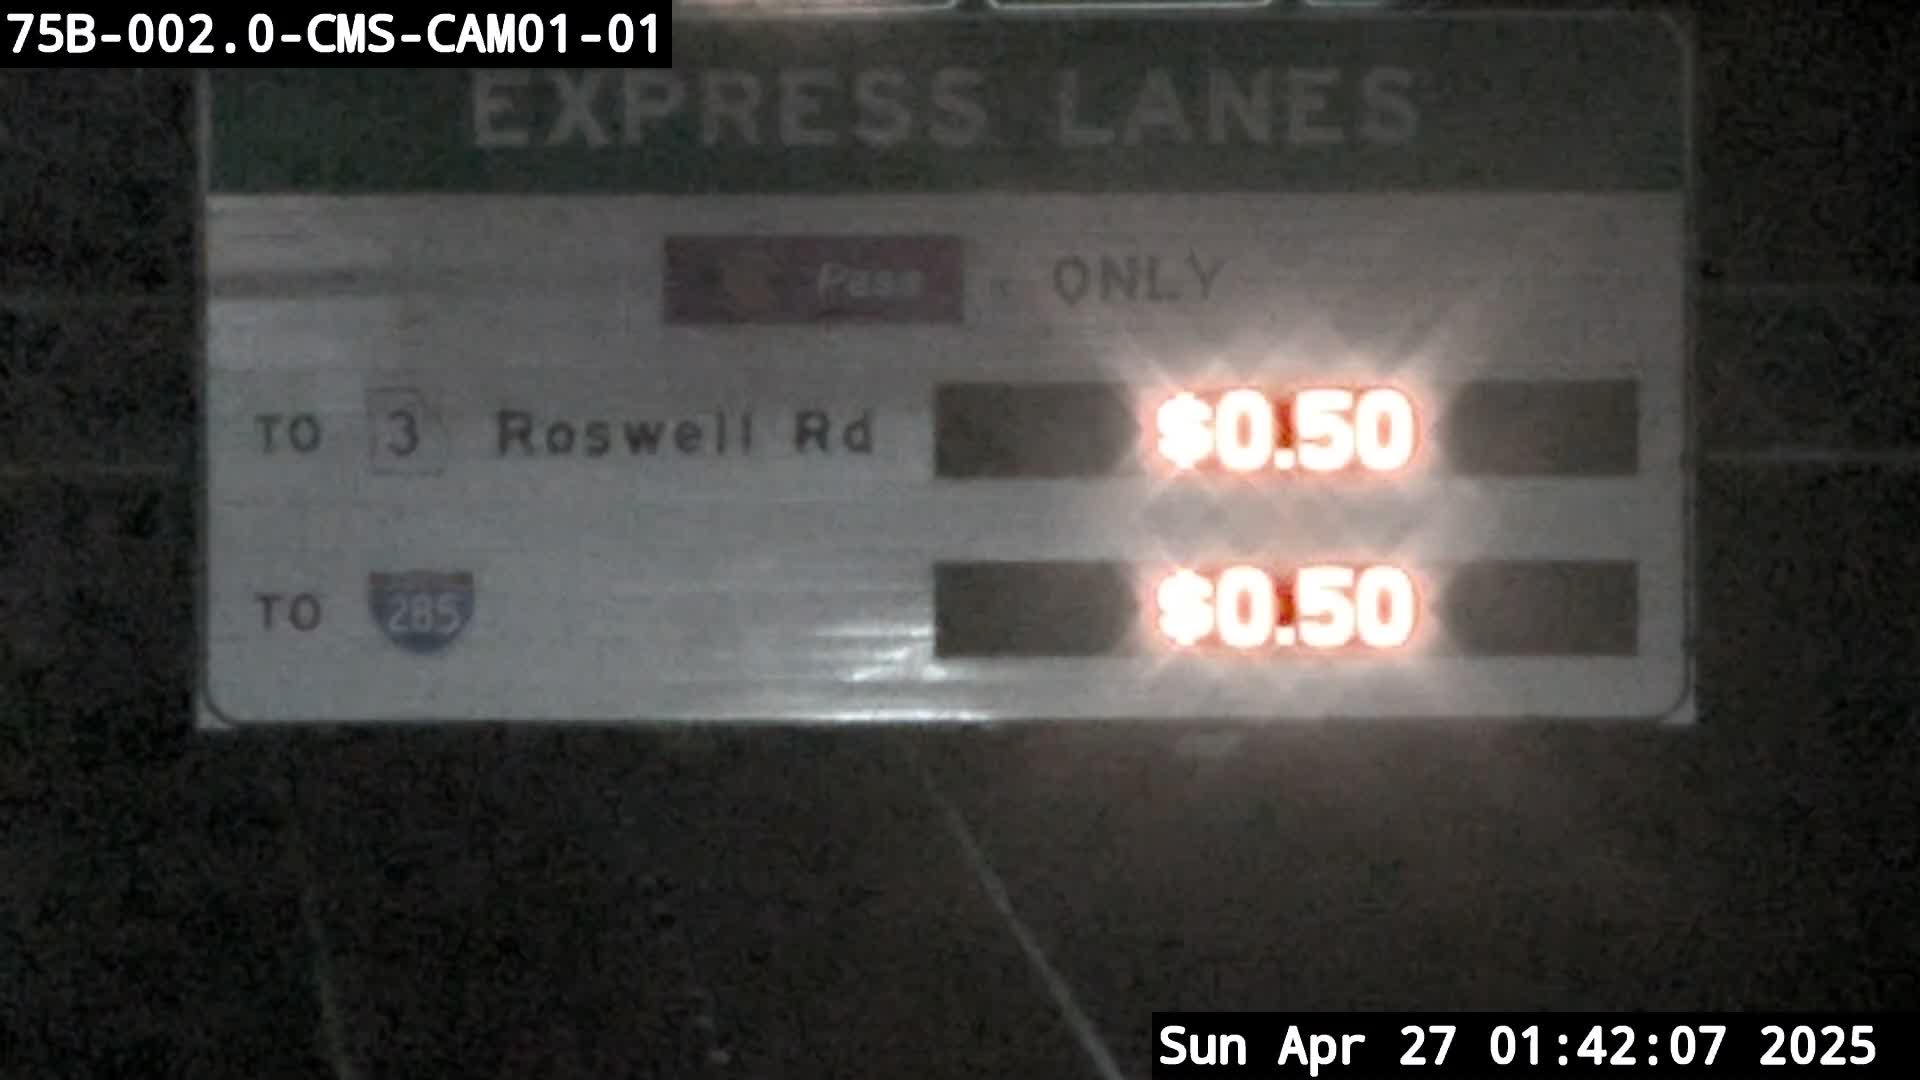 75B-002.0-CMS-CAM01-01
EXPRESS LANES
Pass ONLY
TO 3 Roswell Rd $0.50
TO 285 $0.50
Sun Apr 27 01:42:07 2025